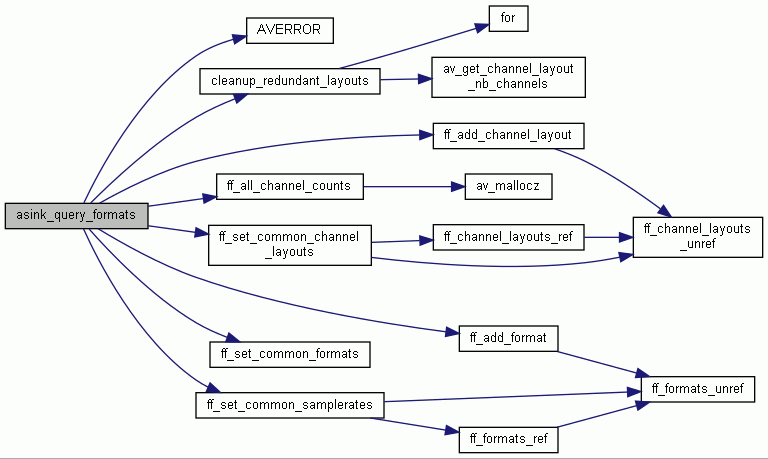 for
AVERROR
cleanup_redundant_layouts
av_get_channel_layout
_nb_channels
ff_add_channel_layout
ff_all_channel_counts
av_mallocz
asink_query_formats
ff_set_common_channel
_layouts
ff_channel_layouts_ref
ff_channel_layouts
_unref
ff_add_format
ff_set_common_formats
ff_formats_unref
ff_set_common_samplerates
ff_formats_ref